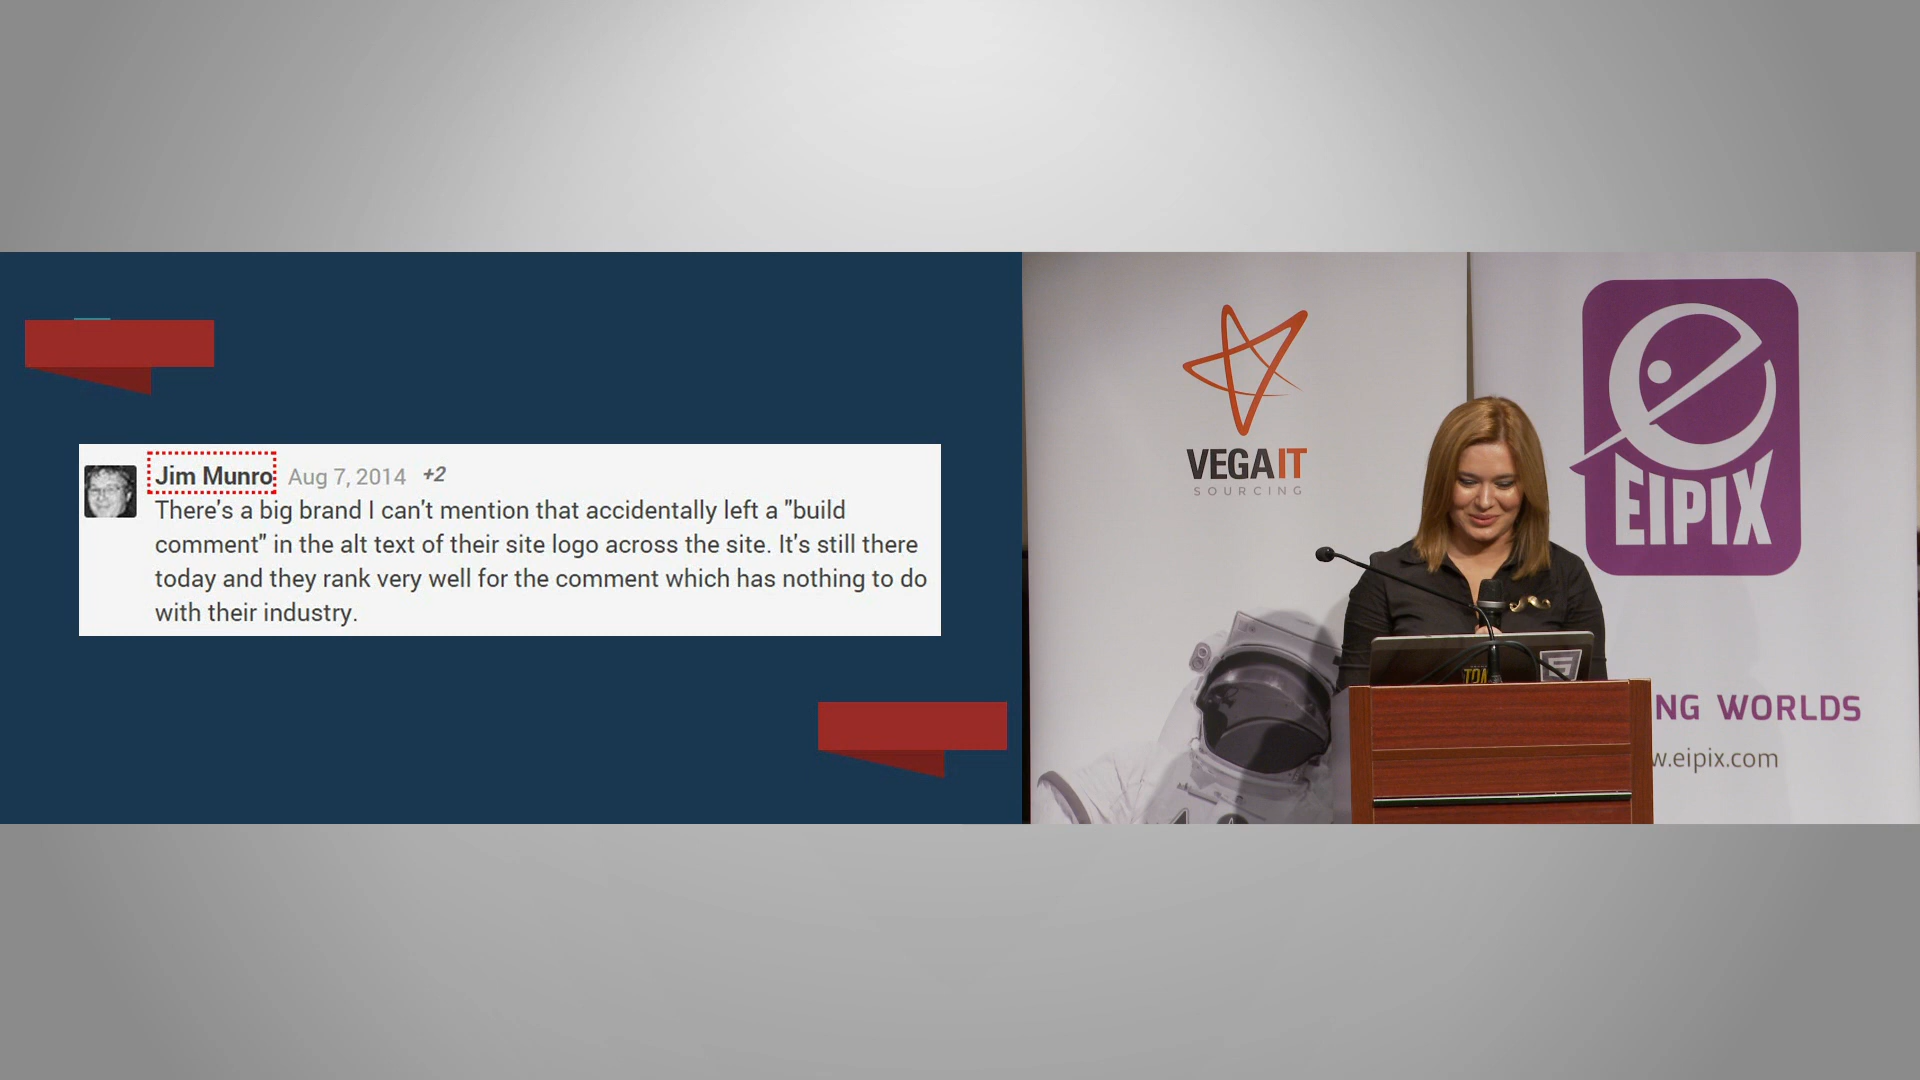 Jim Munro Aug 7, 2014 +2
There's a big brand I can't mention that accidentally left a "build
comment" in the alt text of their site logo across the site. It's still there
today and they rank very well for the comment which has nothing to do
with their industry.
VEGAIT
SOURCING
EIPIX
NG WORLDS
w.eipix.com